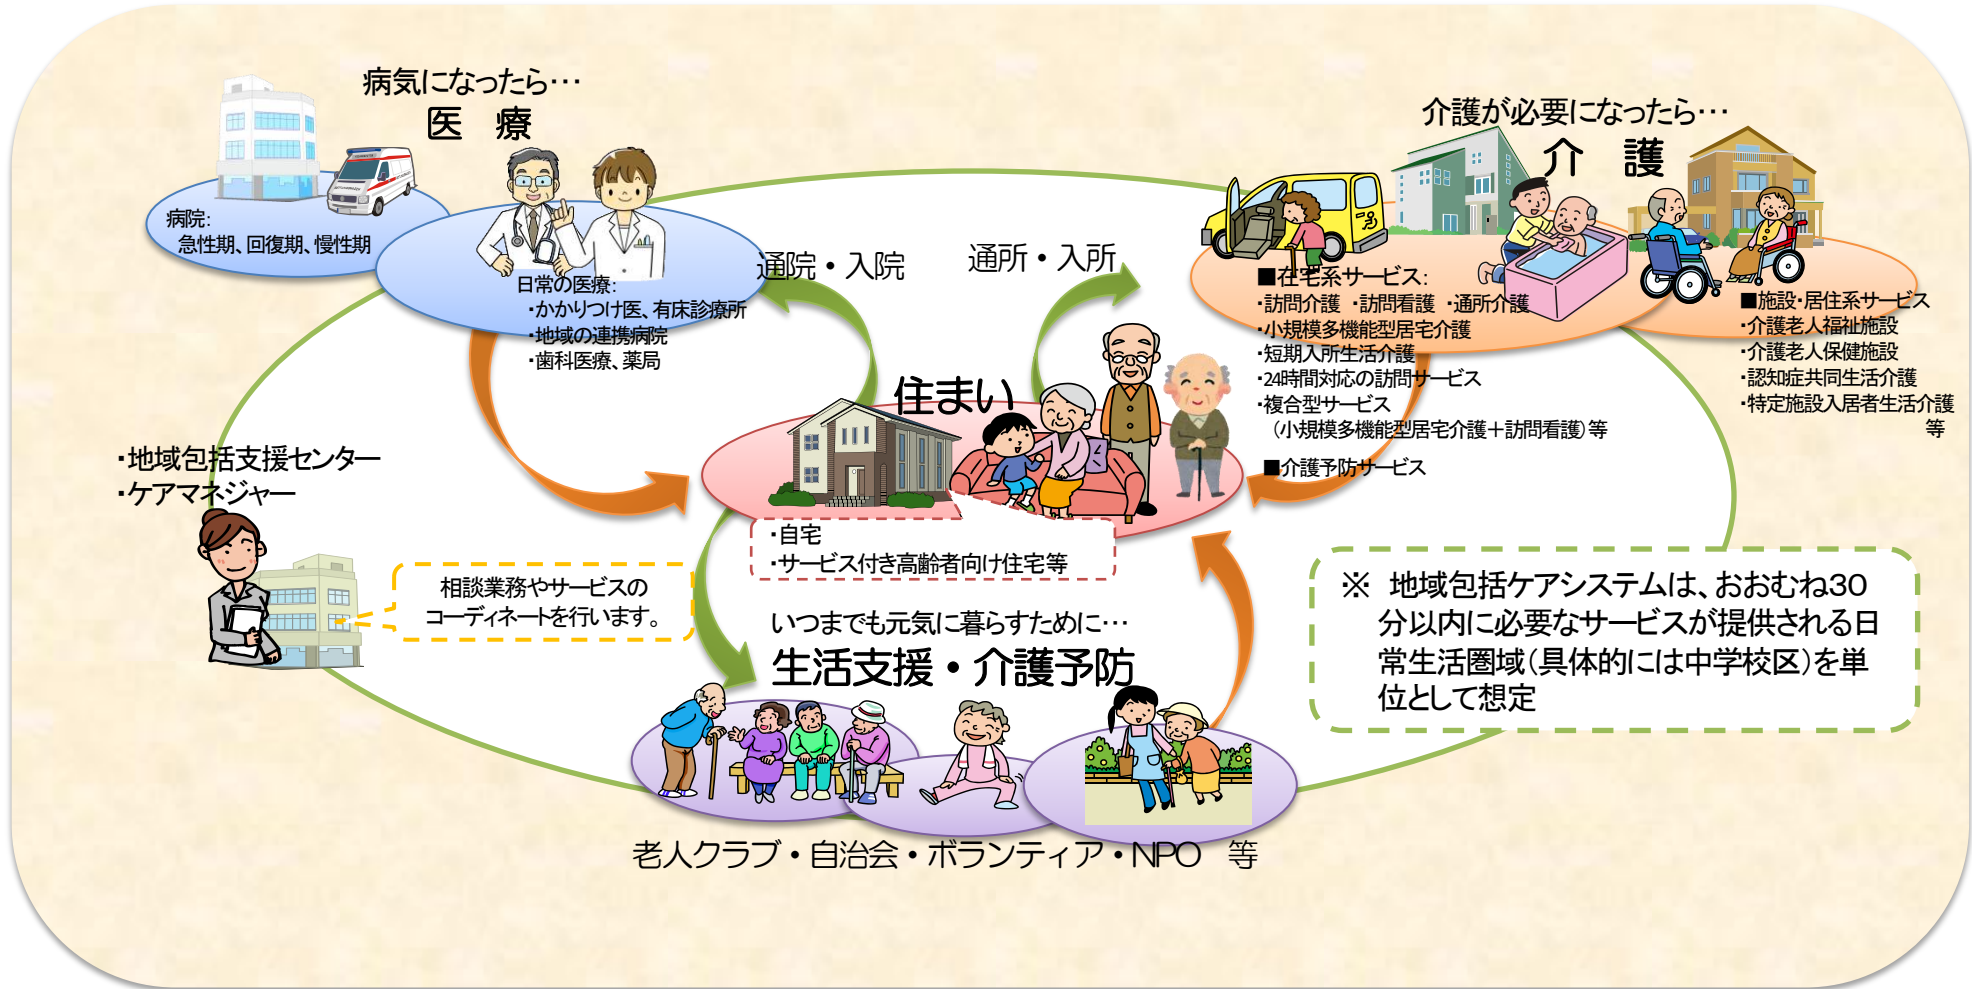 病気になったら…
医 療
病院:
急性期、回復期、慢性期
日常の医療:
・かかりつけ医、有床診療所
・地域の連携病院
・歯科医療、薬局
通院・入院
通所・入所
介護が必要になったら…
介 護
■在宅系サービス:
・訪問介護 ・訪問看護 ・通所介護
・小規模多機能型居宅介護
・短期入所生活介護
・24時間対応の訪問サービス
・複合型サービス
（小規模多機能型居宅介護＋訪問看護）等
■介護予防サービス
■施設・居住系サービス
・介護老人福祉施設
・介護老人保健施設
・認知症共同生活介護
・特定施設入居者生活介護
等
住まい
・自宅
・サービス付き高齢者向け住宅等
・地域包括支援センター
・ケアマネジャー
相談業務やサービスの
コーディネートを行います。
いつまでも元気に暮らすために…
生活支援・介護予防
老人クラブ・自治会・ボランティア・NPO 等
※ 地域包括ケアシステムは、おおむね30
分以内に必要なサービスが提供される日
常生活圏域（具体的には中学校区）を単
位として想定